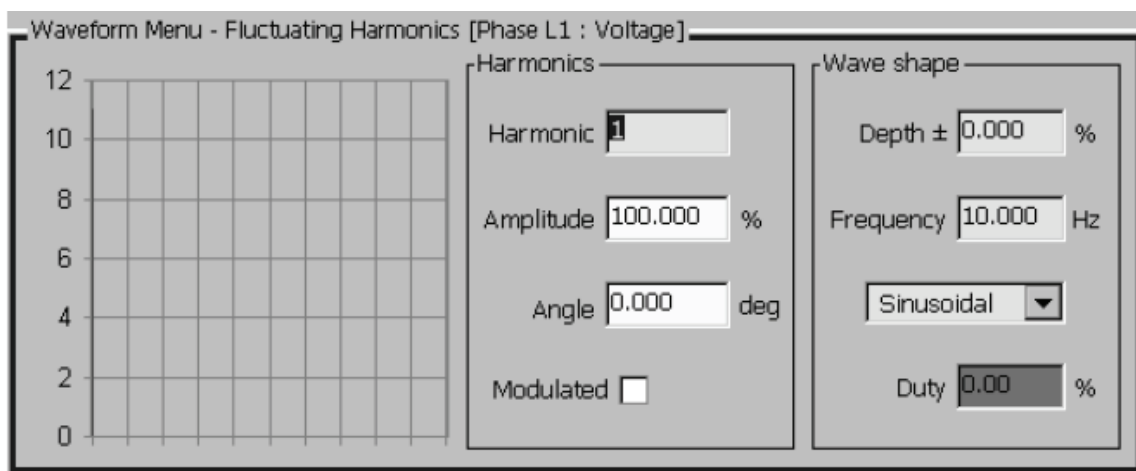 Waveform Menu - Fluctuating Harmonics [Phase L1 : Voltage]
12
10
8
6
4
2
0
Harmonics
Harmonic 1
Amplitude 100.000 %
Angle 0.000 deg
Modulated
Wave shape
Depth ± 0.000 %
Frequency 10.000 Hz
Sinusoidal
Duty 0.00 %